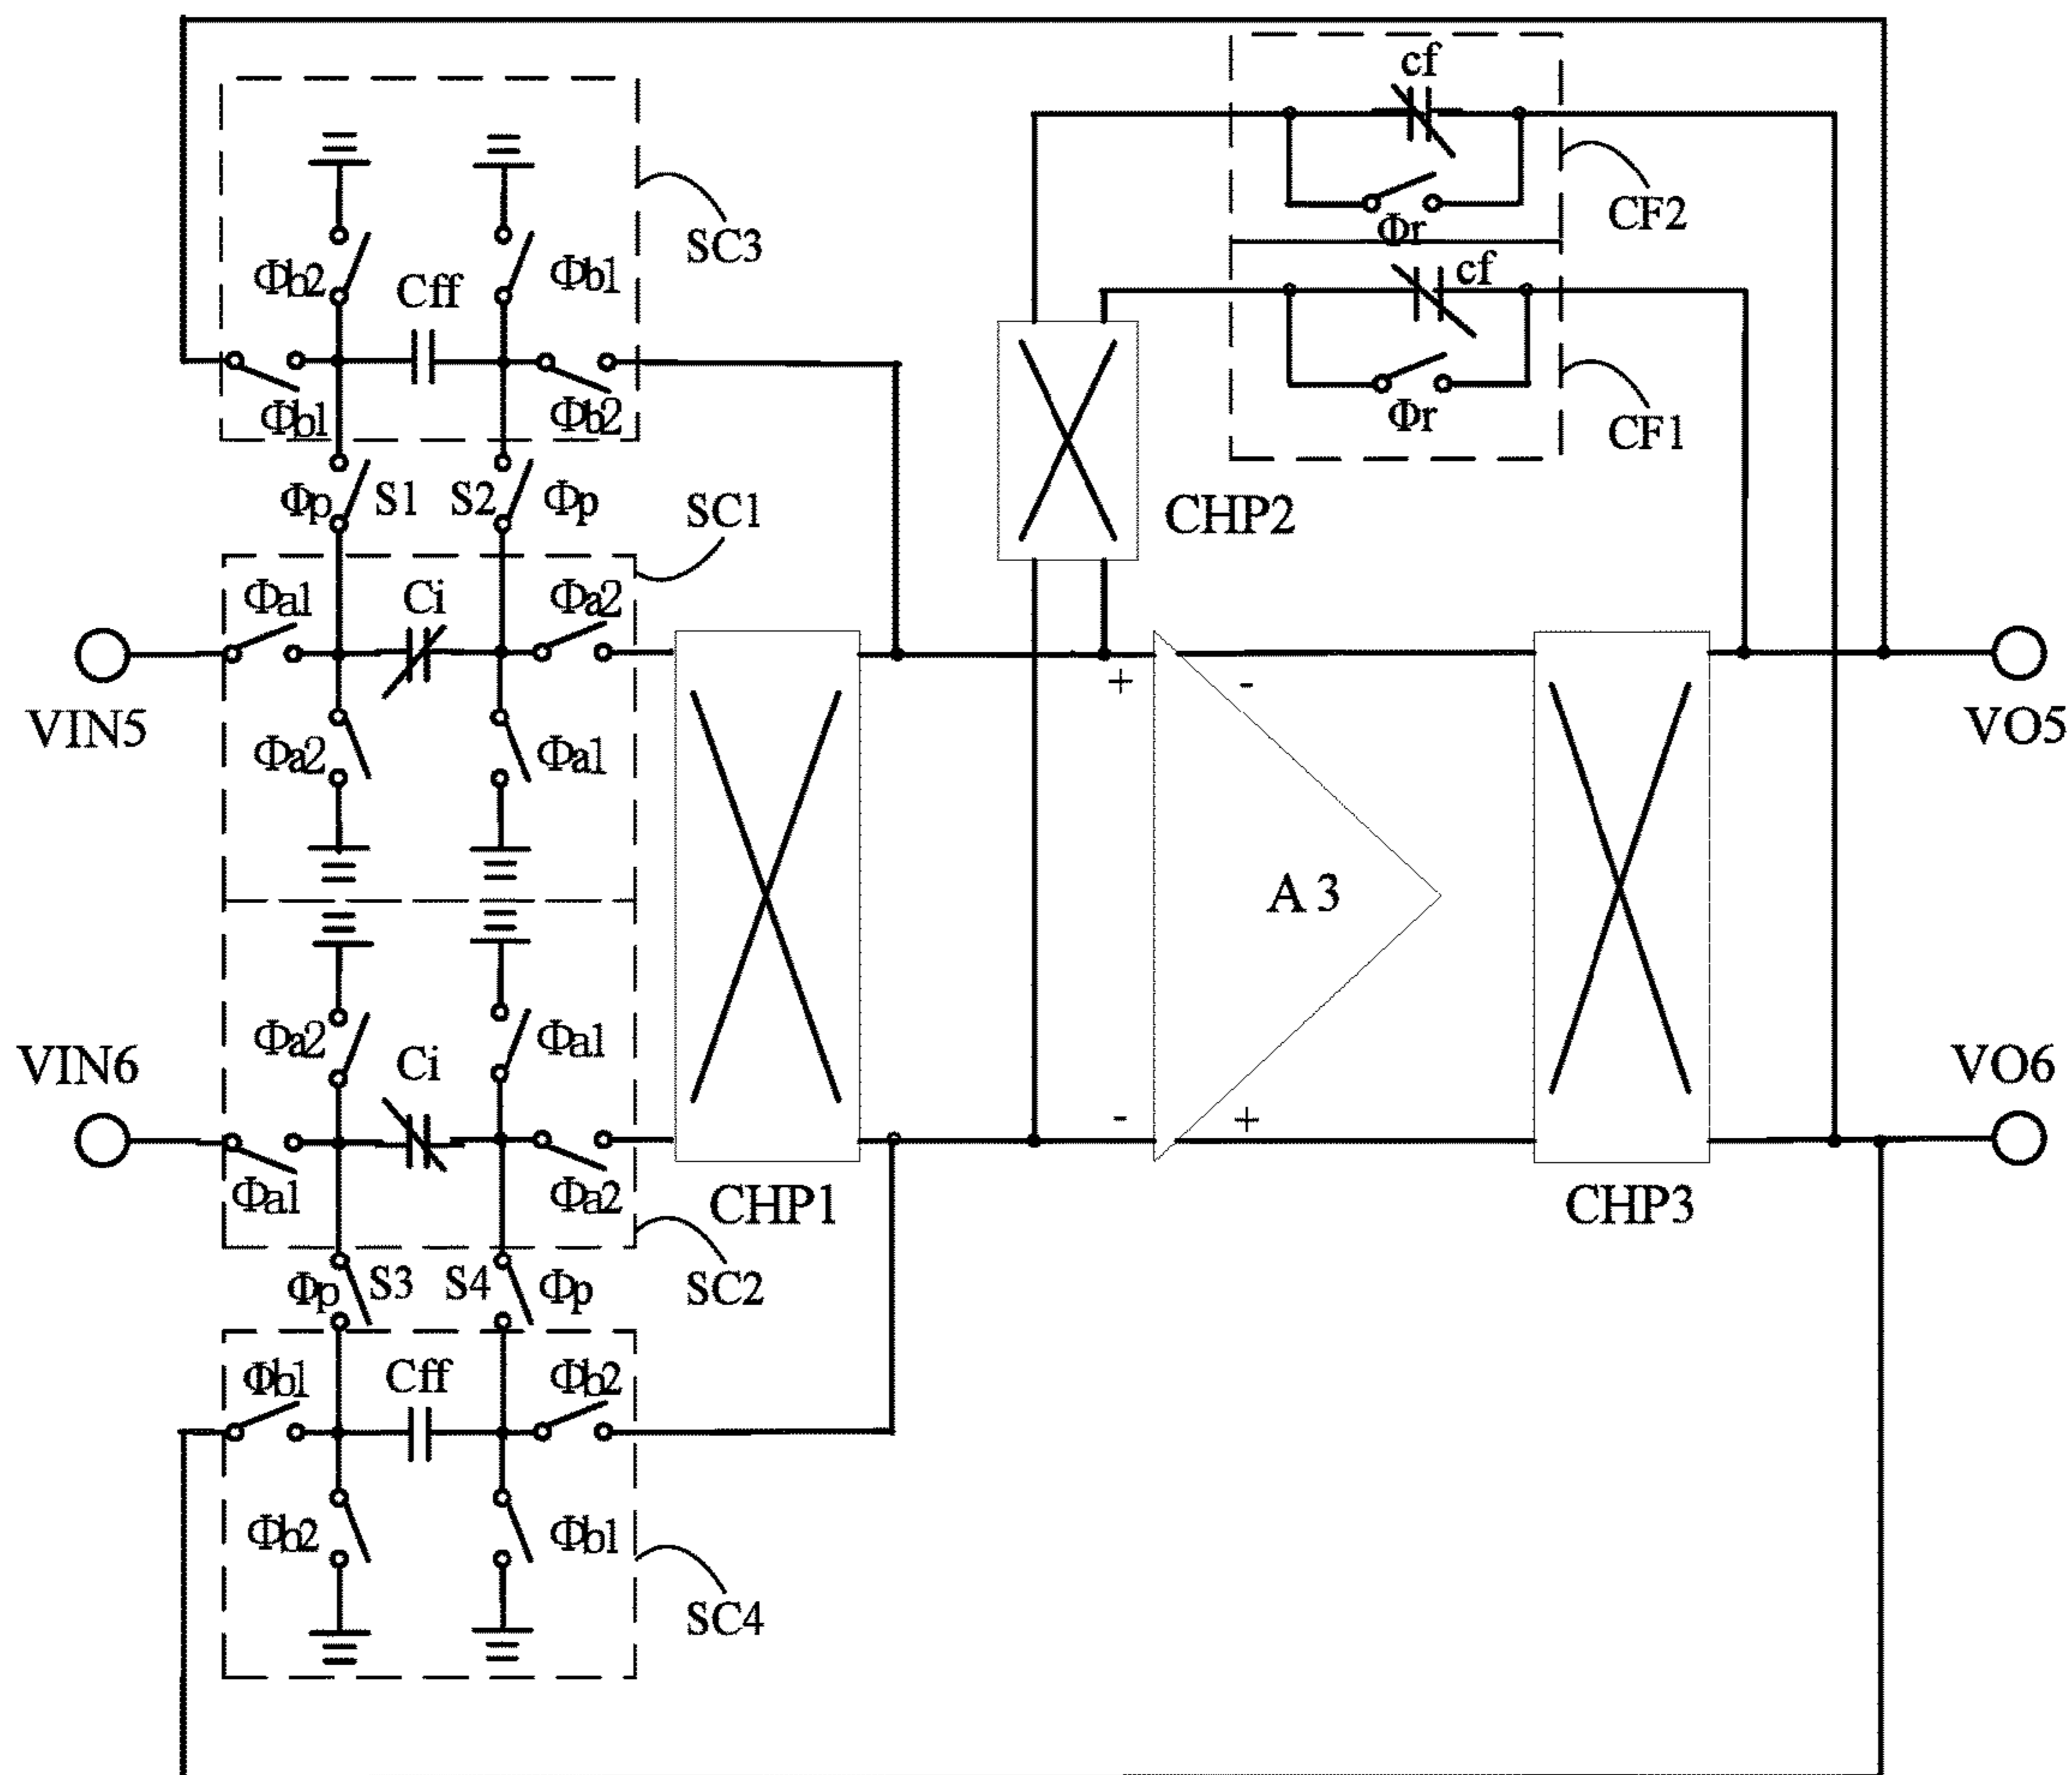 cf
CF2
Φr
SC3
Φb2
Cff
Φb1
cf
Φb1
Φb2
Φr
CF1
Φp
S1
S2
Φp
SC1
CHP2
Φa1
Ci
Φa2
VIN5
+
-
VO5
Φa2
Φa1
A 3
Φa2
Φa1
VIN6
Ci
VO6
-
+
Φa1
Φa2
CHP1
CHP3
Φp
S3
S4
Φp
SC2
Φb1
Cff
Φb2
Φb2
Φb1
SC4